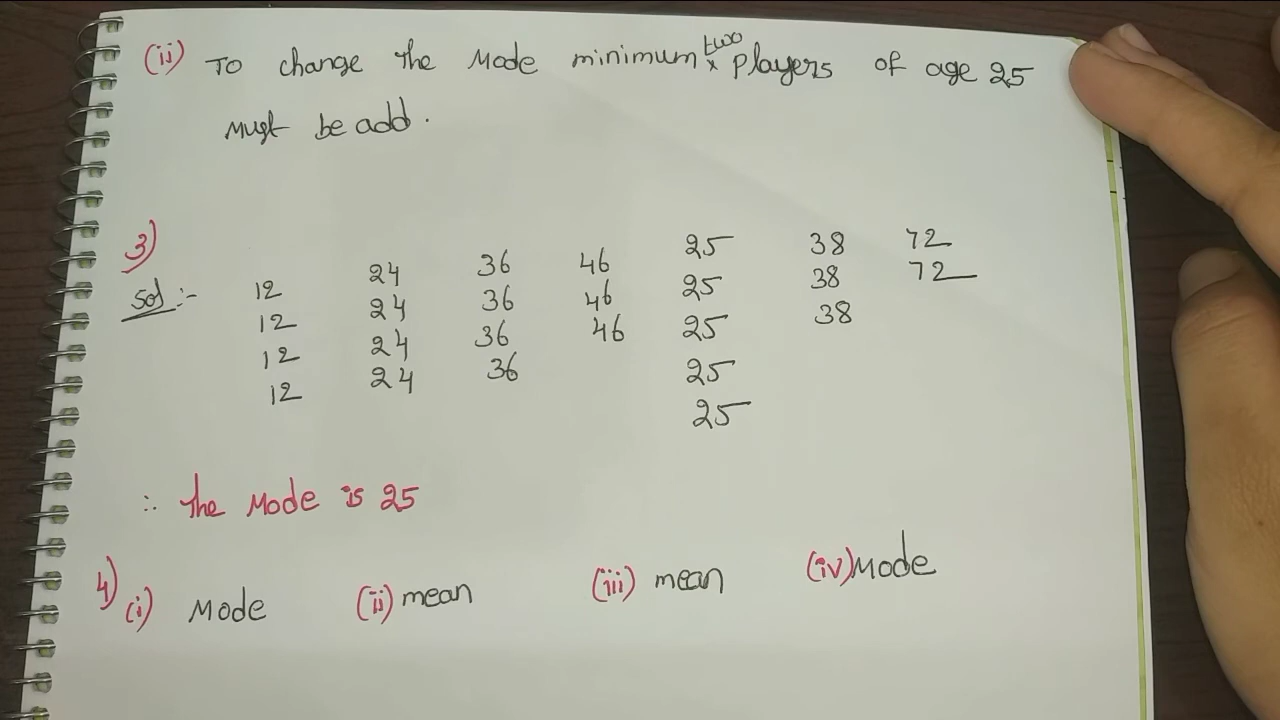 (ii) To change the Mode minimum two players of age 25
must be add.
3)
Sol :-
12 24 36 46 25 38 72
12 24 36 46 25 38 72
12 24 36 46 25 38
12 24 36 25
25
∴ The Mode is 25
4) (i) Mode (ii) mean (iii) mean (iv) Mode